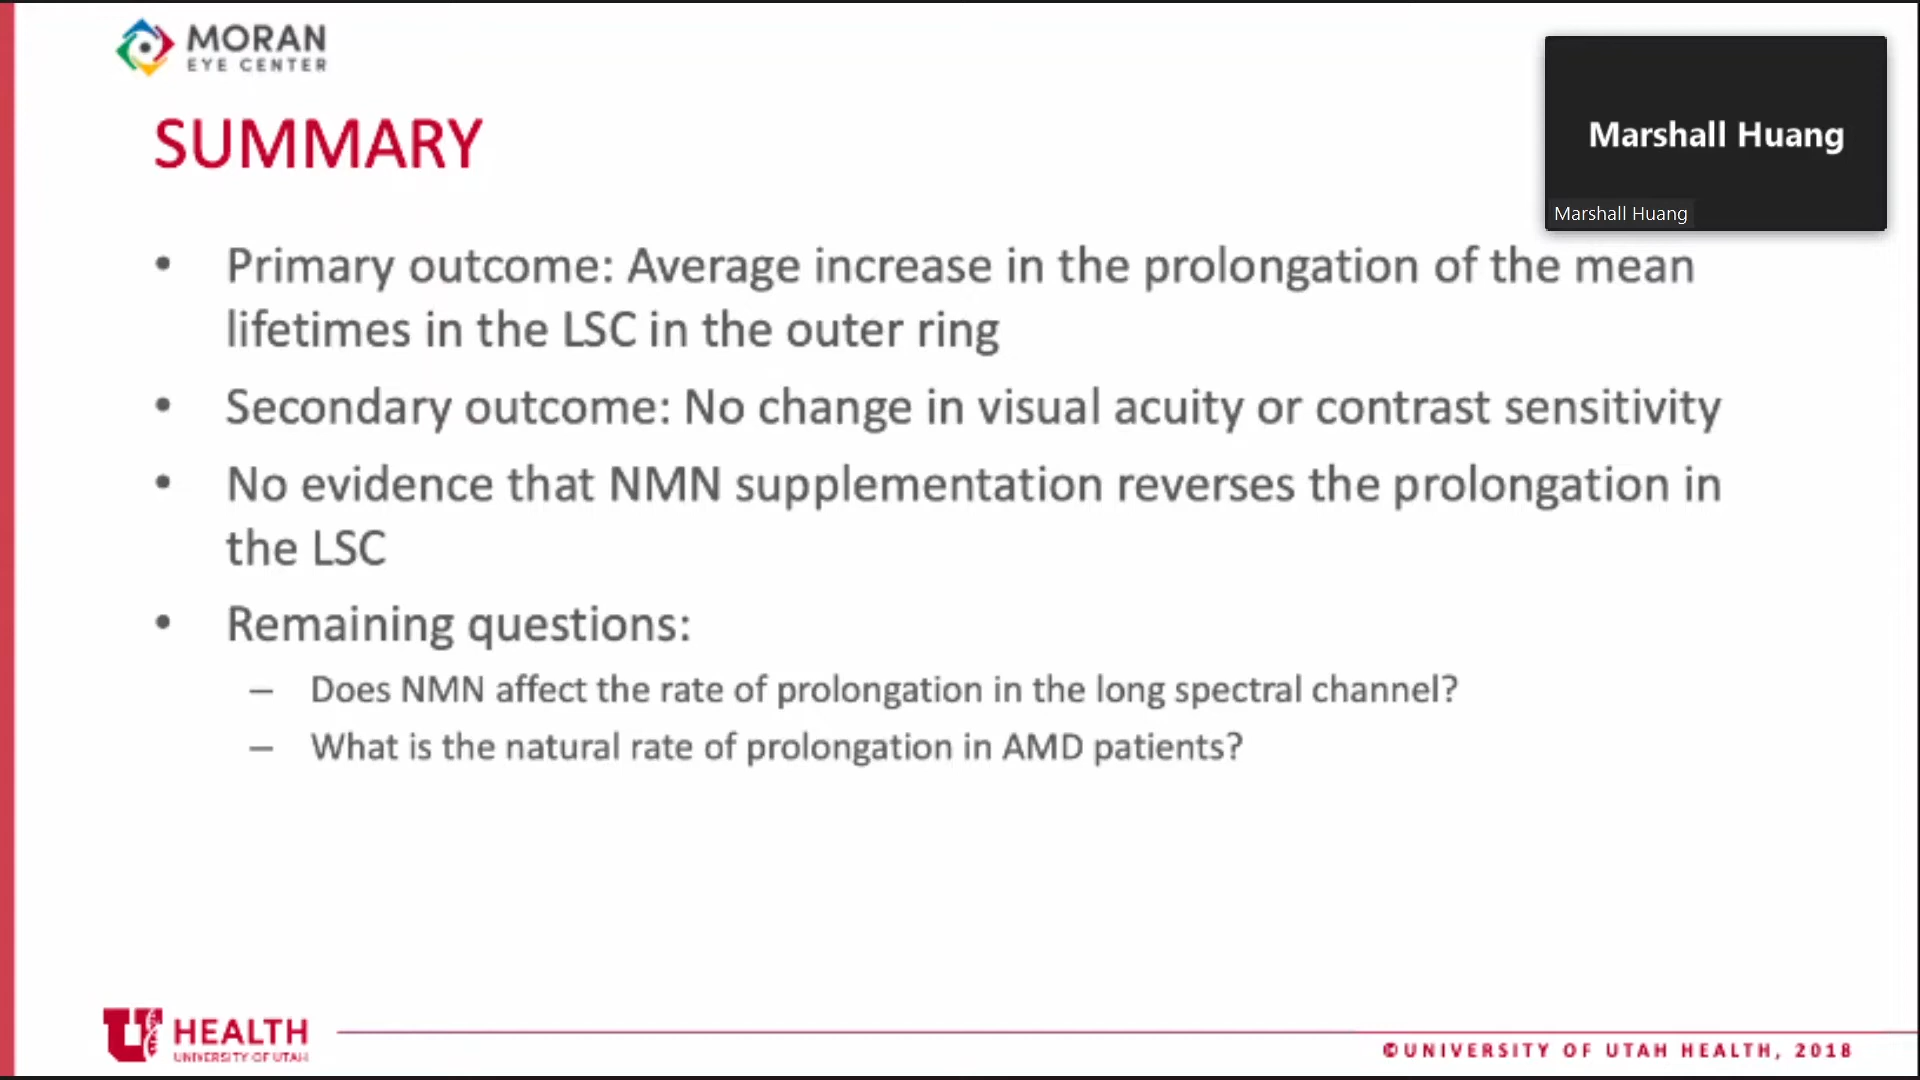 MORAN
EYE CENTER
Marshall Huang
Marshall Huang
SUMMARY
• Primary outcome: Average increase in the prolongation of the mean
lifetimes in the LSC in the outer ring
• Secondary outcome: No change in visual acuity or contrast sensitivity
• No evidence that NMN supplementation reverses the prolongation in
the LSC
• Remaining questions:
– Does NMN affect the rate of prolongation in the long spectral channel?
– What is the natural rate of prolongation in AMD patients?
U HEALTH
UNIVERSITY OF UTAH
©UNIVERSITY OF UTAH HEALTH, 2018